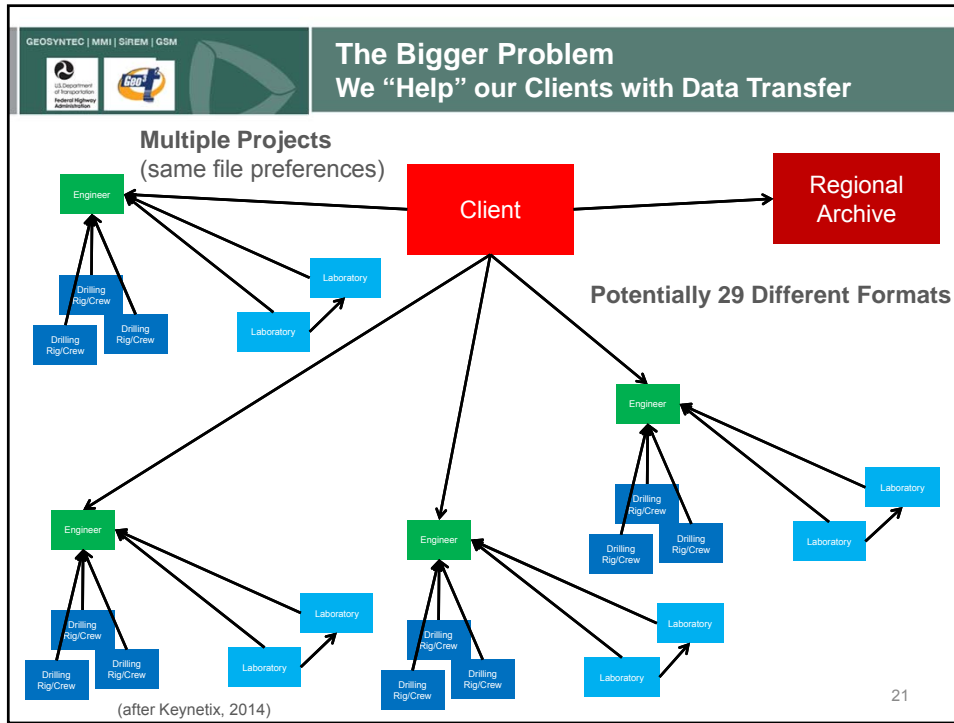 GEOSYNTEC | MMI | SiREM | GSM
U.S. Department
of Transportation
Federal Highway
Administration
Geo
The Bigger Problem
We “Help” our Clients with Data Transfer
Multiple Projects
(same file preferences)
Engineer
Client
Regional
Archive
Drilling
Rig/Crew
Drilling
Rig/Crew
Drilling
Rig/Crew
Laboratory
Laboratory
Potentially 29 Different Formats
Engineer
Drilling
Rig/Crew
Drilling
Rig/Crew
Drilling
Rig/Crew
Laboratory
Laboratory
Engineer
Drilling
Rig/Crew
Drilling
Rig/Crew
Drilling
Rig/Crew
Laboratory
Laboratory
Engineer
Drilling
Rig/Crew
Drilling
Rig/Crew
Drilling
Rig/Crew
Laboratory
Laboratory
(after Keynetix, 2014)
21